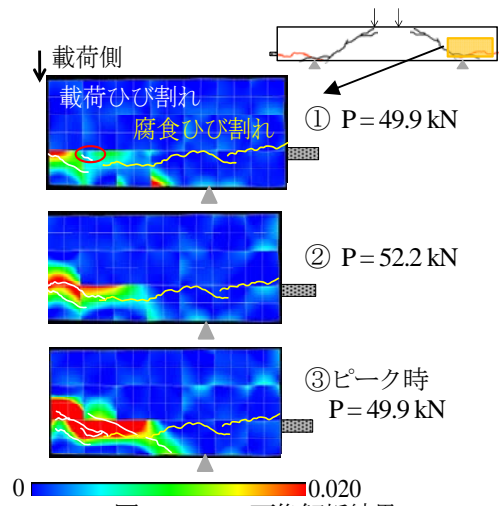 載荷側
載荷ひび割れ
腐食ひび割れ
① P = 49.9 kN
② P = 52.2 kN
③ピーク時
P = 49.9 kN
0
0.020